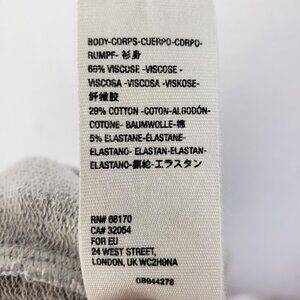 BODY-CORPS-CUERPO-CORPO-
RUMPF- 衫身
66% VISCOSE -VISCOSE -
VISCOSA -VISCOSA -VISKOSE-
纤维胶
29% COTTON -COTON-ALGODÓN-
COTONE- BAUMWOLLE-棉
5% ELASTANE-ÉLASTANE-
ELASTANO- ELASTAN-ELASTAN-
ELASTANO-氨纶-エラスタン
RN# 66170
CA# 32054
FOR EU
24 WEST STREET,
LONDON, UK WC2H9NA
08944278